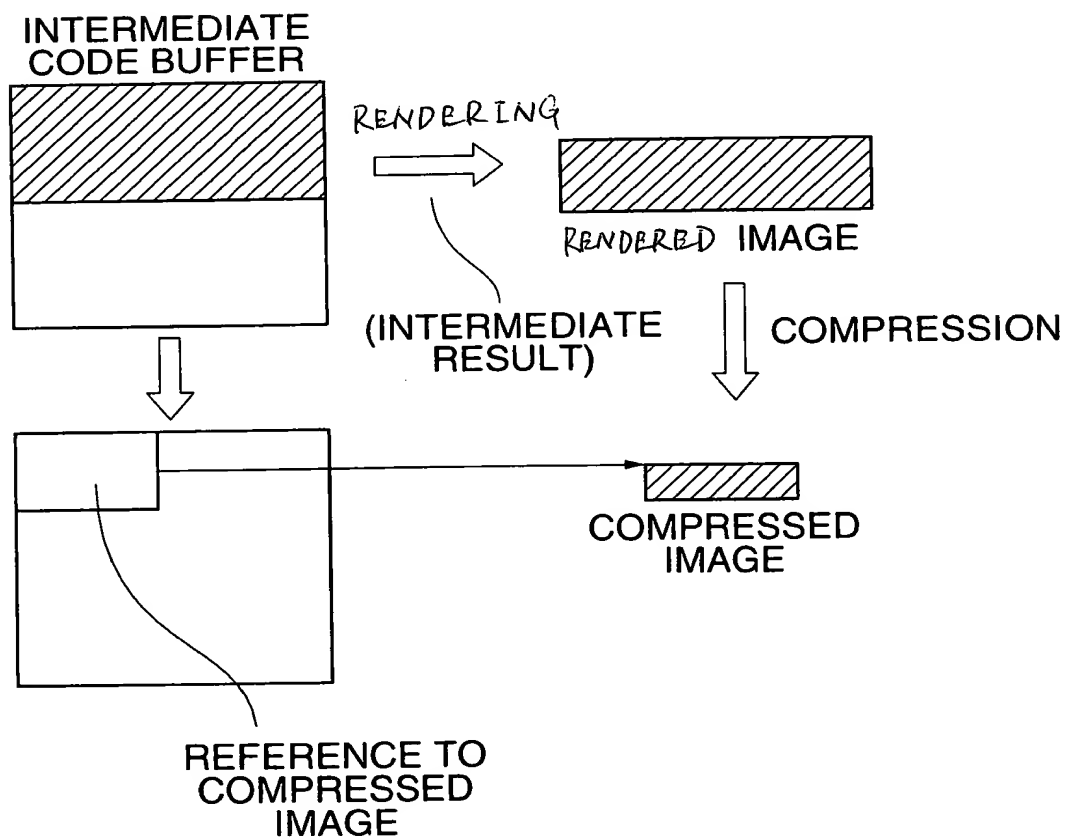 INTERMEDIATE
CODE BUFFER
RENDERING
RENDERED IMAGE
(INTERMEDIATE
RESULT)
COMPRESSION
COMPRESSED
IMAGE
REFERENCE TO
COMPRESSED
IMAGE